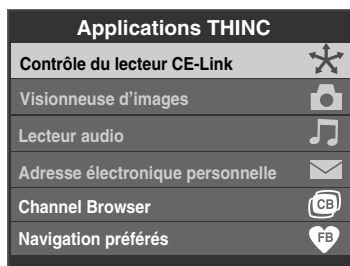 Applications THINC
Contrôle du lecteur CE-Link
Visionneuse d'images
Lecteur audio
Adresse électronique personnelle
Channel Browser CB
Navigation préférés FB